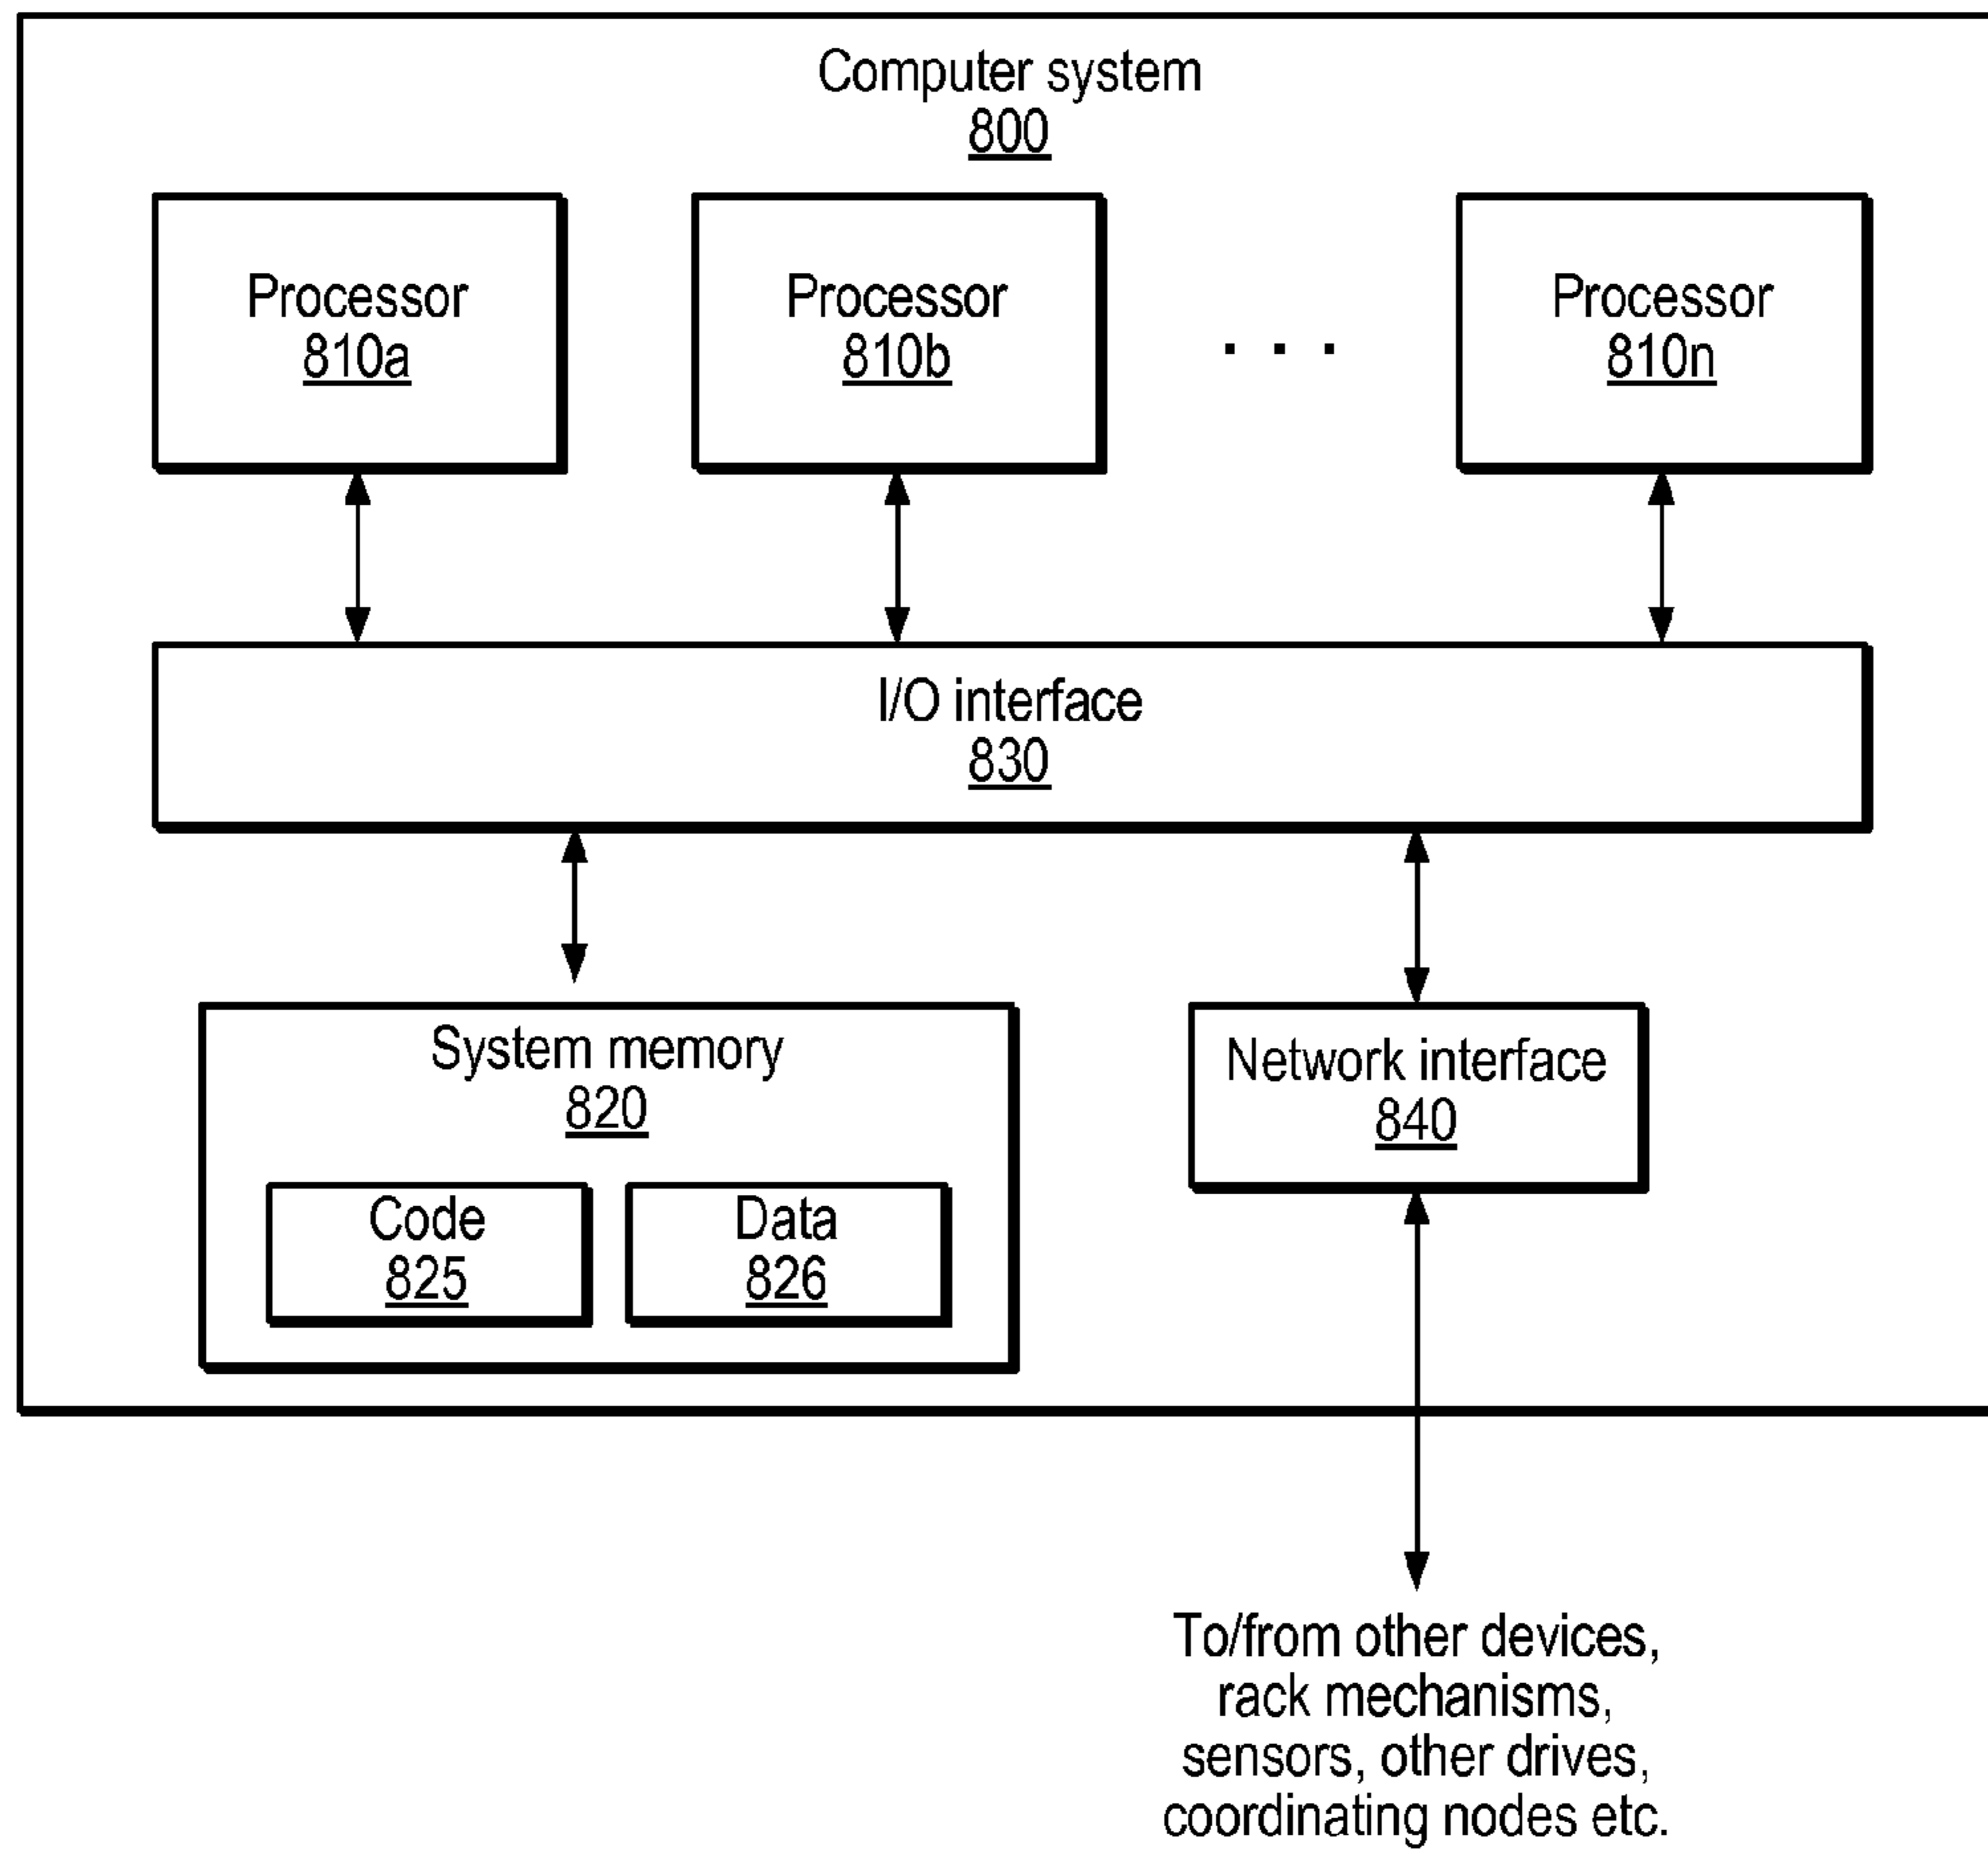 Computer system
800
Processor
810a
Processor
810b
. . .
Processor
810n
I/O interface
830
System memory
820
Code
825
Data
826
Network interface
840
To/from other devices,
rack mechanisms,
sensors, other drives,
coordinating nodes etc.